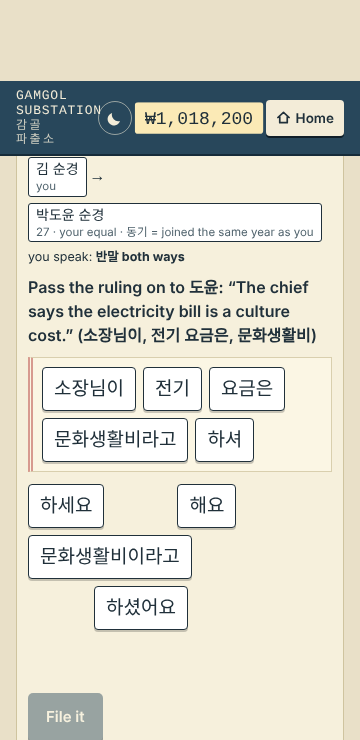 GAMGOL
SUBSTATION
감골
파출소
₩1,018,200
Home
김 순경
you
→
박도윤 순경
27 · your equal · 동기 = joined the same year as you
you speak: 반말 both ways
Pass the ruling on to 도윤: “The chief
says the electricity bill is a culture
cost.” (소장님이, 전기 요금은, 문화생활비)
소장님이 전기 요금은
문화생활비라고 하셔
하세요 해요
문화생활비이라고
하셨어요
File it